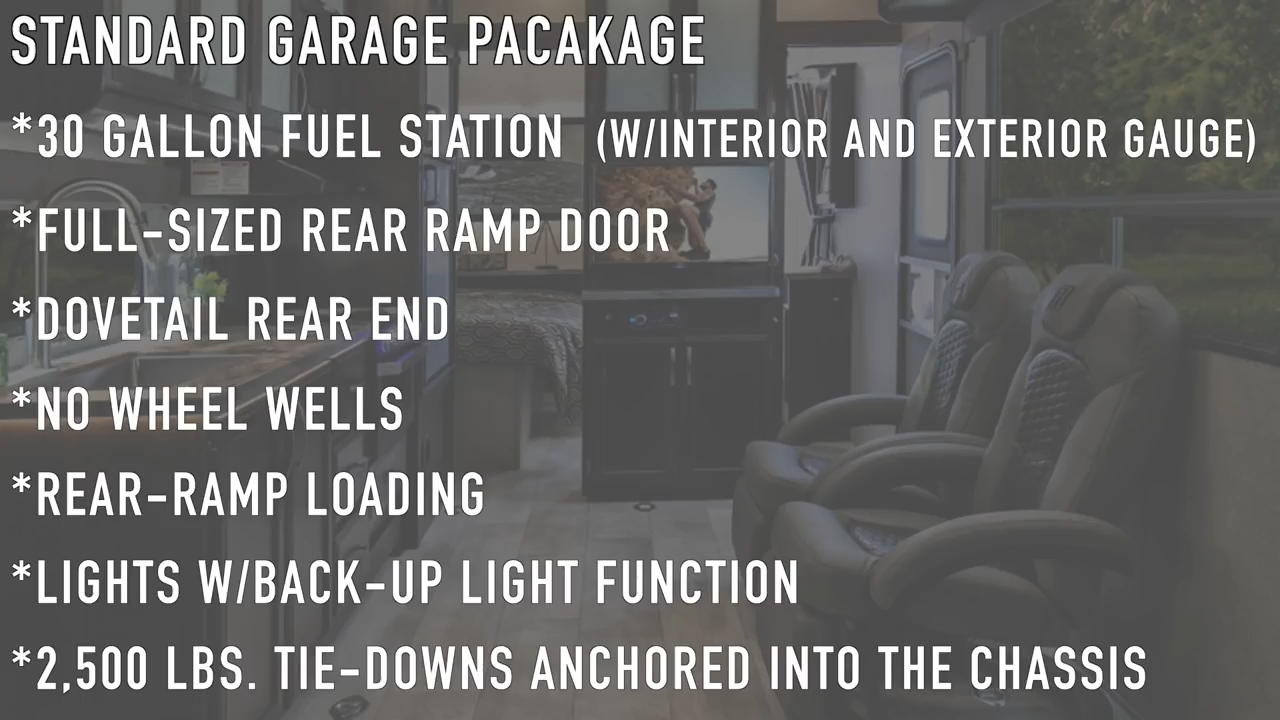 STANDARD GARAGE PACAKAGE
*30 GALLON FUEL STATION (W/INTERIOR AND EXTERIOR GAUGE)
*FULL-SIZED REAR RAMP DOOR
*DOVETAIL REAR END
*NO WHEEL WELLS
*REAR-RAMP LOADING
*LIGHTS W/BACK-UP LIGHT FUNCTION
*2,500 LBS. TIE-DOWNS ANCHORED INTO THE CHASSIS